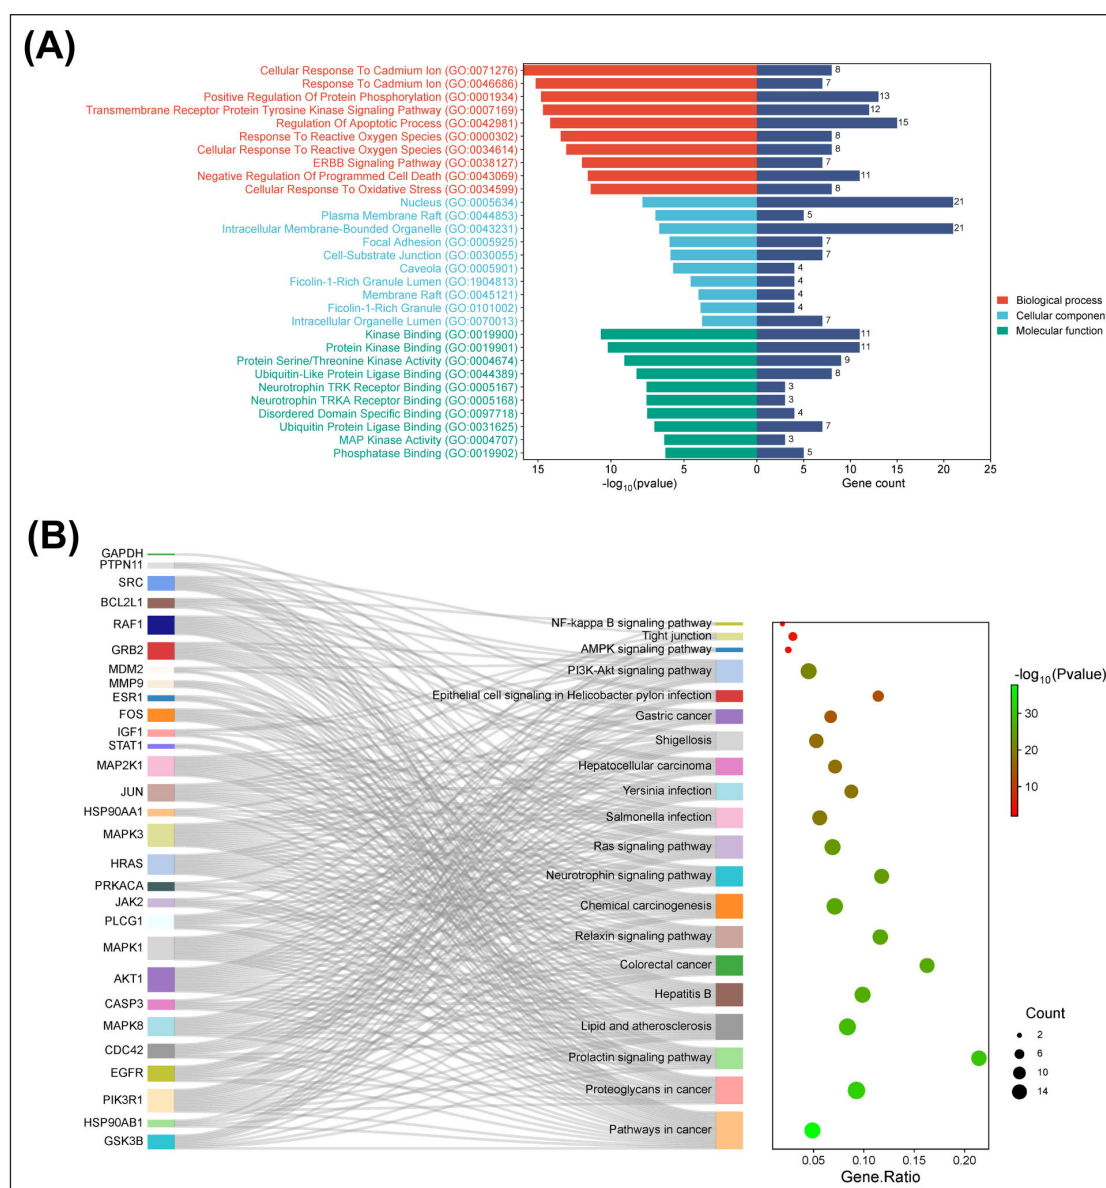 (A)
Cellular Response To Cadmium Ion (GO:0071276) 8
Response To Cadmium Ion (GO:0046686) 7
Positive Regulation Of Protein Phosphorylation (GO:0001934) 13
Transmembrane Receptor Protein Tyrosine Kinase Signaling Pathway (GO:0007169) 12
Regulation Of Apoptotic Process (GO:0042981) 15
Response To Reactive Oxygen Species (GO:0000302) 8
Cellular Response To Reactive Oxygen Species (GO:0034614) 8
ERBB Signaling Pathway (GO:0038127) 7
Negative Regulation Of Programmed Cell Death (GO:0043069) 11
Cellular Response To Oxidative Stress (GO:0034599) 8
Nucleus (GO:0005634) 21
Plasma Membrane Raft (GO:0044853) 5
Intracellular Membrane-Bounded Organelle (GO:0043231) 21
Focal Adhesion (GO:0005925) 7
Cell-Substrate Junction (GO:0030055) 7
Caveola (GO:0005901) 4
Ficolin-1-Rich Granule Lumen (GO:1904813) 4
Membrane Raft (GO:0045121) 4
Ficolin-1-Rich Granule (GO:0101002) 4
Intracellular Organelle Lumen (GO:0070013) 7
Kinase Binding (GO:0019900) 11
Protein Kinase Binding (GO:0019901) 11
Protein Serine/Threonine Kinase Activity (GO:0004674) 9
Ubiquitin-Like Protein Ligase Binding (GO:0044389) 8
Neurotrophin TRK Receptor Binding (GO:0005167) 3
Neurotrophin TRKA Receptor Binding (GO:0005168) 3
Disordered Domain Specific Binding (GO:0097718) 4
Ubiquitin Protein Ligase Binding (GO:0031625) 7
MAP Kinase Activity (GO:0004707) 3
Phosphatase Binding (GO:0019902) 5
15 10 5 0 5 10 15 20 25
-log10(pvalue) Gene count
Biological process
Cellular component
Molecular function
(B)
GAPDH
PTPN11
SRC
BCL2L1
RAF1
GRB2
MDM2
MMP9
ESR1
FOS
IGF1
STAT1
MAP2K1
JUN
HSP90AA1
MAPK3
HRAS
PRKACA
JAK2
PLCG1
MAPK1
AKT1
CASP3
MAPK8
CDC42
EGFR
PIK3R1
HSP90AB1
GSK3B
NF-kappa B signaling pathway
Tight junction
AMPK signaling pathway
PI3K-Akt signaling pathway
Epithelial cell signaling in Helicobacter pylori infection
Gastric cancer
Shigellosis
Hepatocellular carcinoma
Yersinia infection
Salmonella infection
Ras signaling pathway
Neurotrophin signaling pathway
Chemical carcinogenesis
Relaxin signaling pathway
Colorectal cancer
Hepatitis B
Lipid and atherosclerosis
Prolactin signaling pathway
Proteoglycans in cancer
Pathways in cancer
0.05 0.10 0.15 0.20
Gene.Ratio
-log10(Pvalue)
30
20
10
Count
2
6
10
14